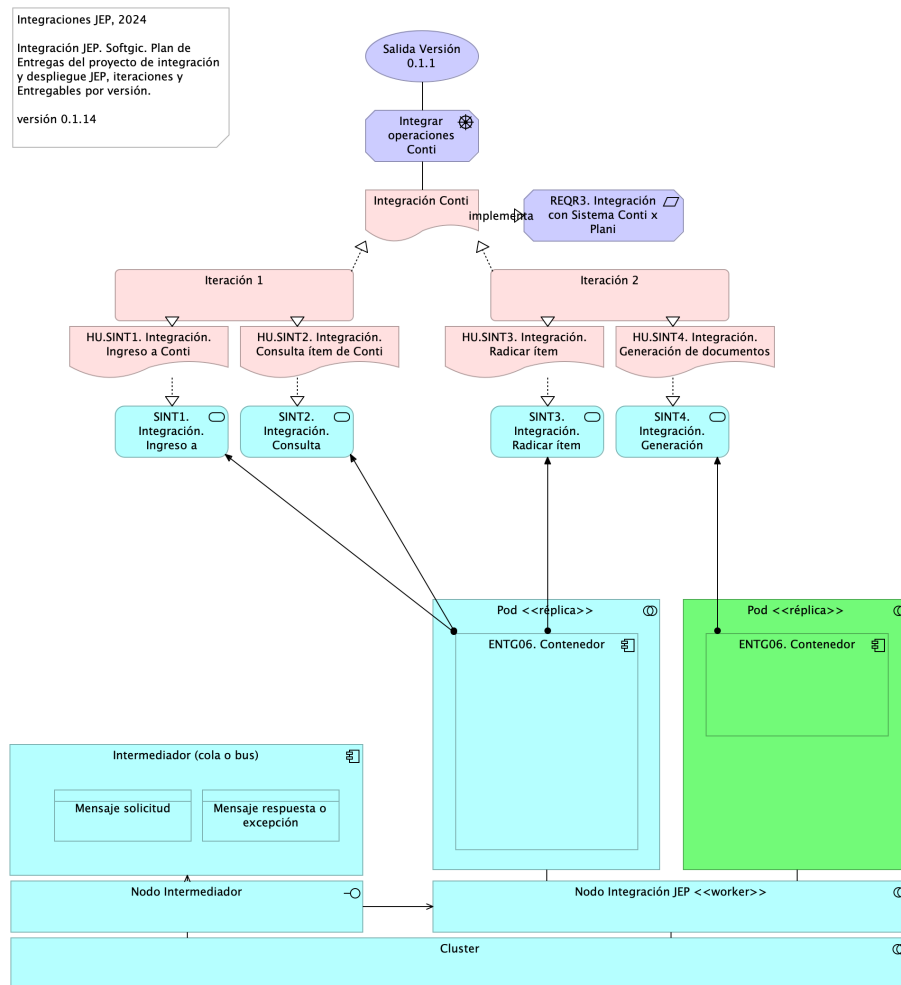 Integraciones JEP, 2024
Integración JEP. Softgic. Plan de
Entregas del proyecto de integración
y despliegue JEP, iteraciones y
Entregables por versión.
versión 0.1.14
Salida Versión
0.1.1
Integrar
operaciones
Conti
Integración Conti
implementa
REQR3. Integración
con Sistema Conti x
Plani
Iteración 1
Iteración 2
HU.SINT1. Integración.
Ingreso a Conti
HU.SINT2. Integración.
Consulta ítem de Conti
HU.SINT3. Integración.
Radicar ítem
HU.SINT4. Integración.
Generación de documentos
SINT1.
Integración.
Ingreso a
SINT2.
Integración.
Consulta
SINT3.
Integración.
Radicar ítem
SINT4.
Integración.
Generación
Pod <<réplica>>
ENTG06. Contenedor
Pod <<réplica>>
ENTG06. Contenedor
Intermediador (cola o bus)
Mensaje solicitud
Mensaje respuesta o
excepción
Nodo Intermediador
Nodo Integración JEP <<worker>>
Cluster